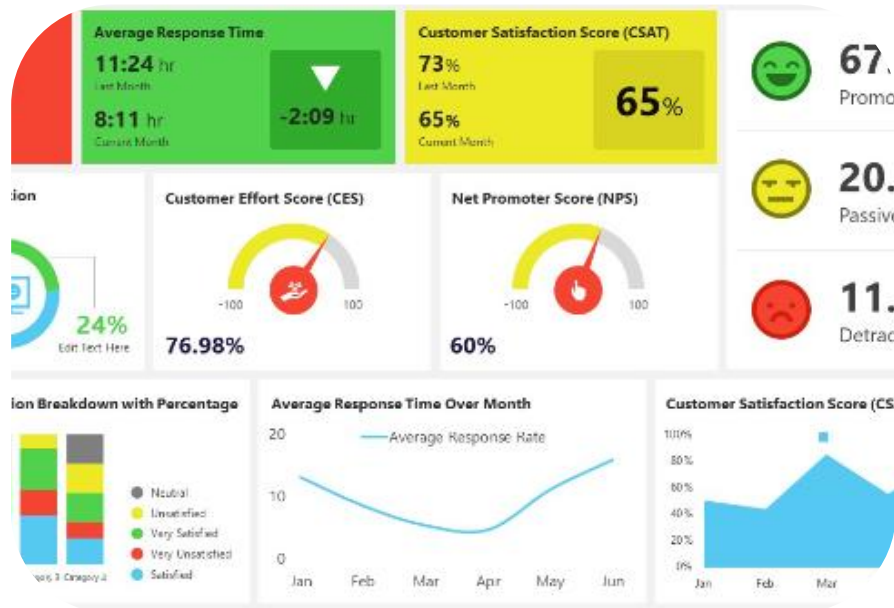 Average Response Time
11:24 hr
Last Month
8:11 hr
Current Month
-2:09 hr
Customer Satisfaction Score (CSAT)
73%
Last Month
65%
Current Month
65%
67.
Promo
20.
Passive
11.
Detrac
tion
24%
Edit Text Here
Customer Effort Score (CES)
-100
100
76.98%
Net Promoter Score (NPS)
-100
100
60%
ion Breakdown with Percentage
Neutral
Unsatisfied
Very Satisfied
Very Unsatisfied
Satisfied
Average Response Time Over Month
Average Response Rate
20
10
0
Jan Feb Mar Apr May Jun
Customer Satisfaction Score (CS
100%
80%
60%
40%
20%
0%
Jan Feb Mar